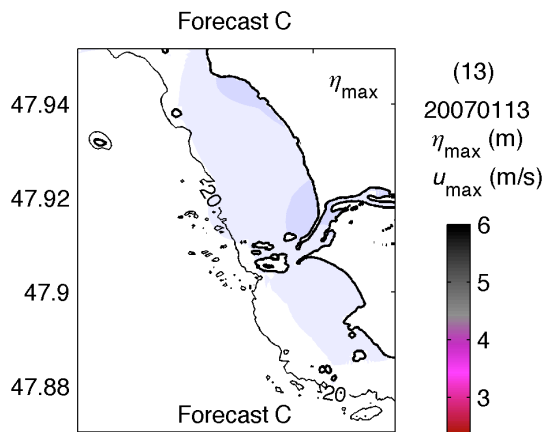 Forecast C
η_max
(13)
20070113
η_max (m)
u_max (m/s)
47.94
47.92
47.9
47.88
20
20
6
5
4
3
Forecast C